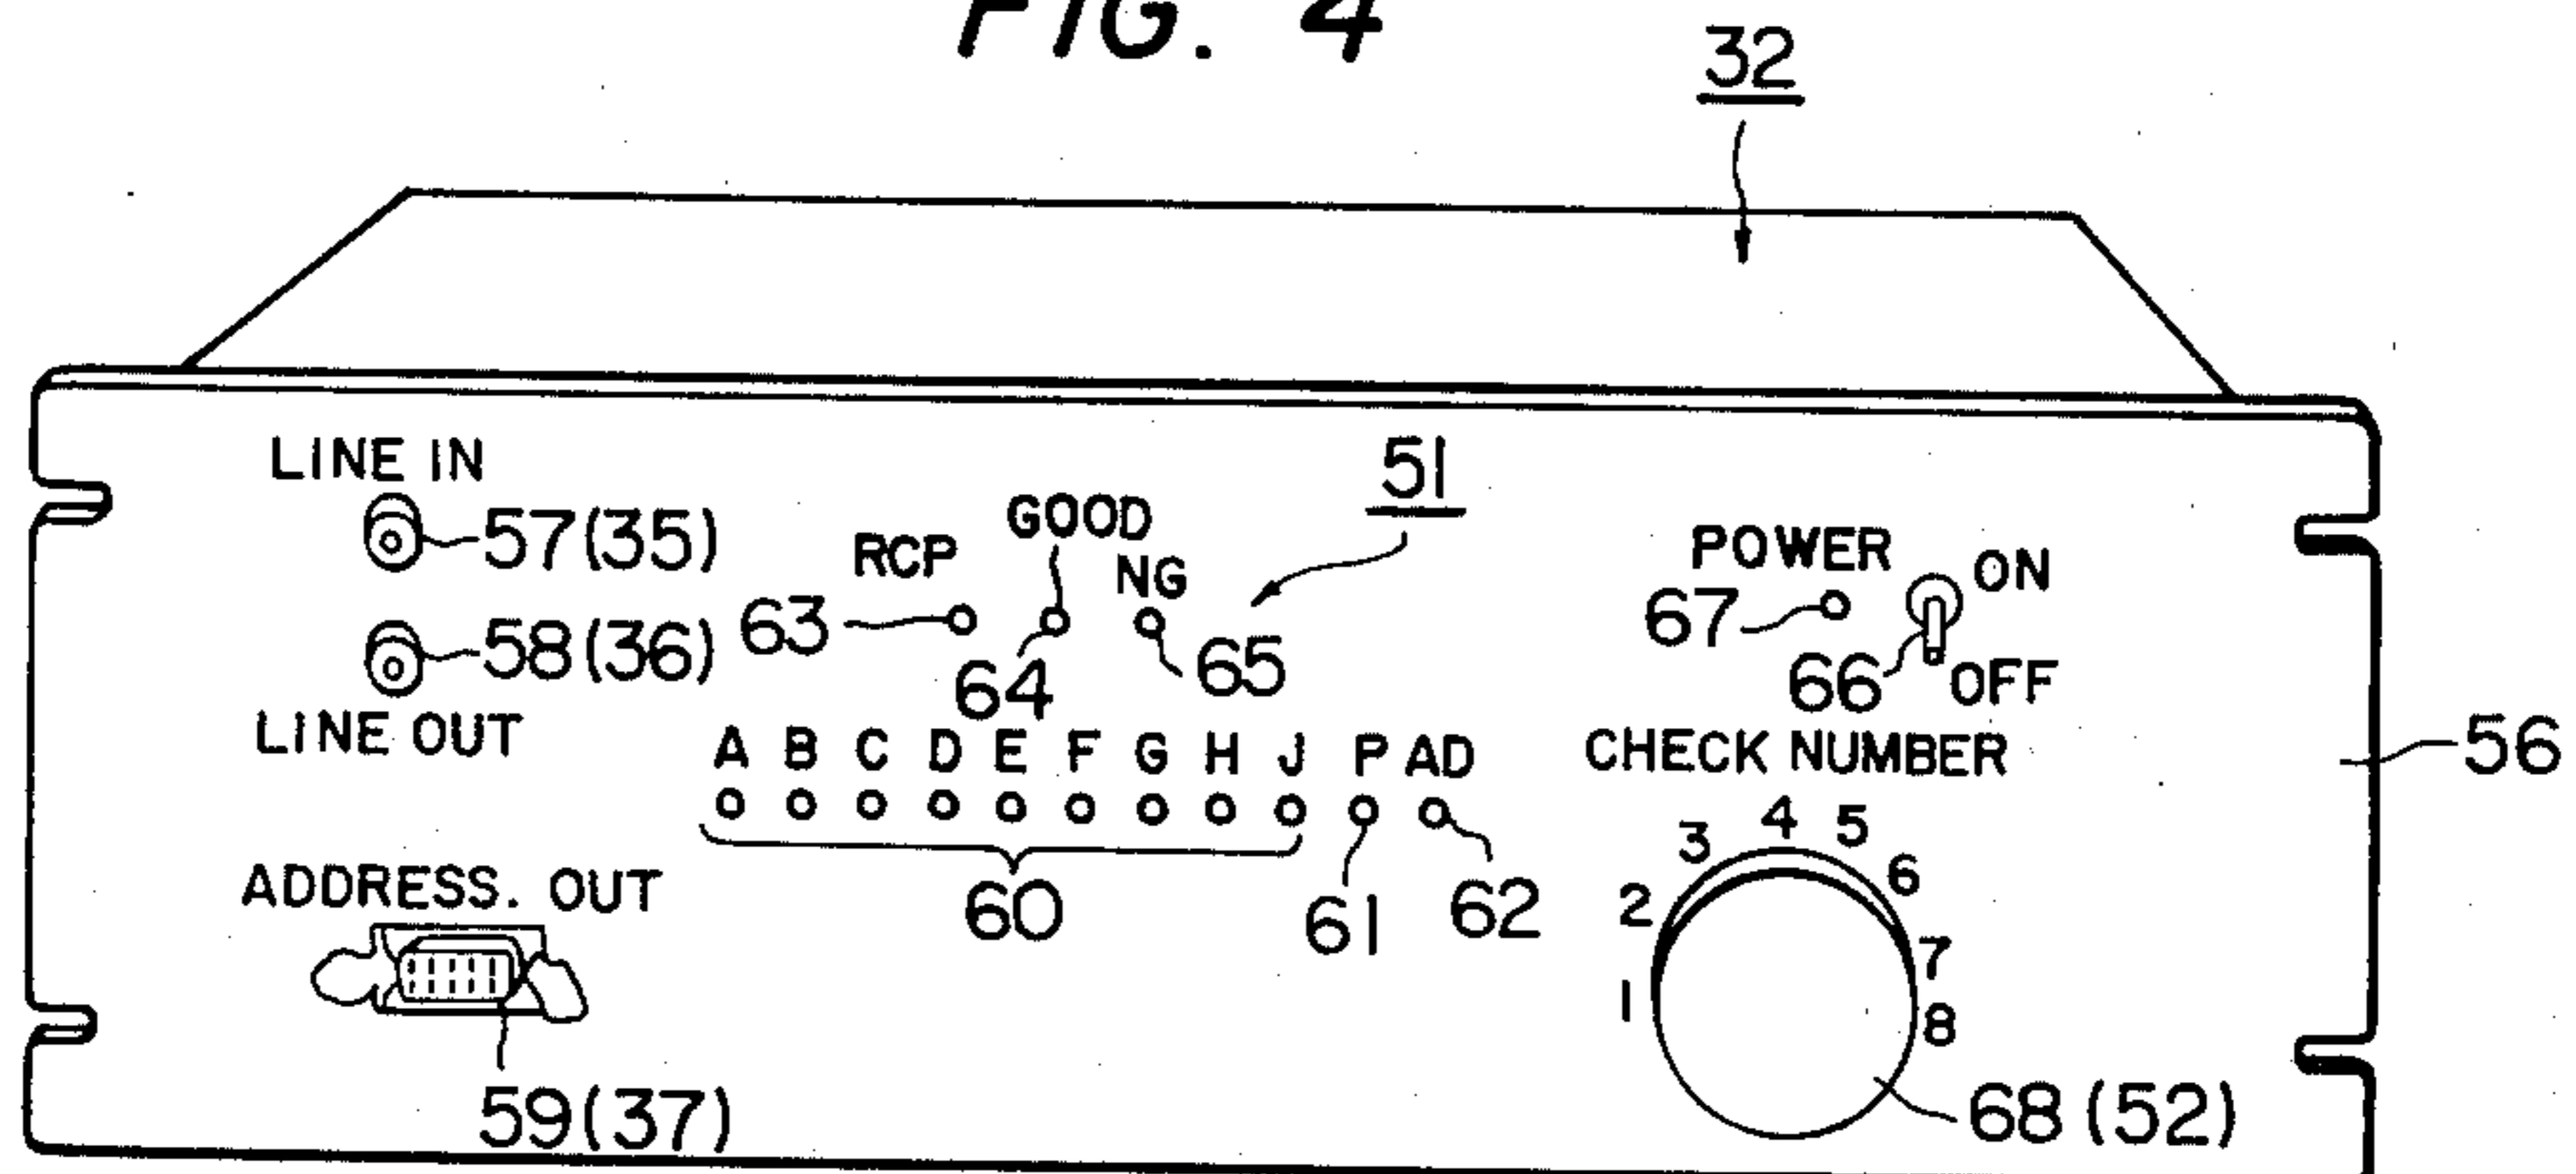 FIG. 4
32
LINE IN
57(35)
58(36)
LINE OUT
RCP
GOOD
NG
51
63
64
65
POWER
ON
67
66
OFF
A B C D E F G H J P AD
60
61
62
CHECK NUMBER
1 2 3 4 5 6 7 8
68 (52)
56
ADDRESS. OUT
59(37)